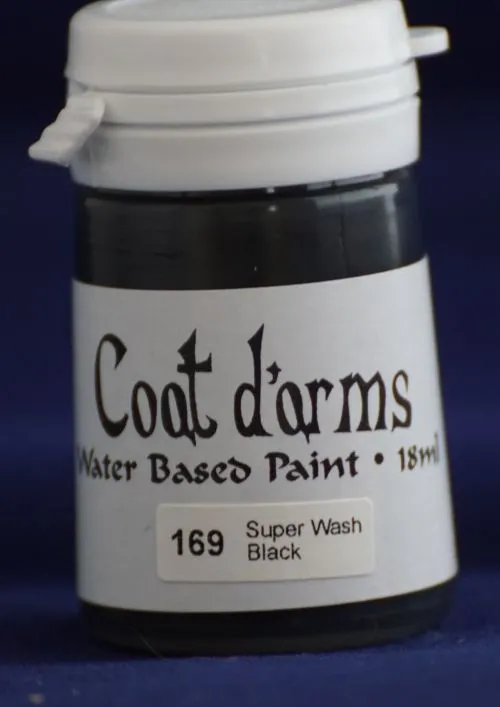 Coat d'arms
Water Based Paint • 18ml
169 Super Wash
Black